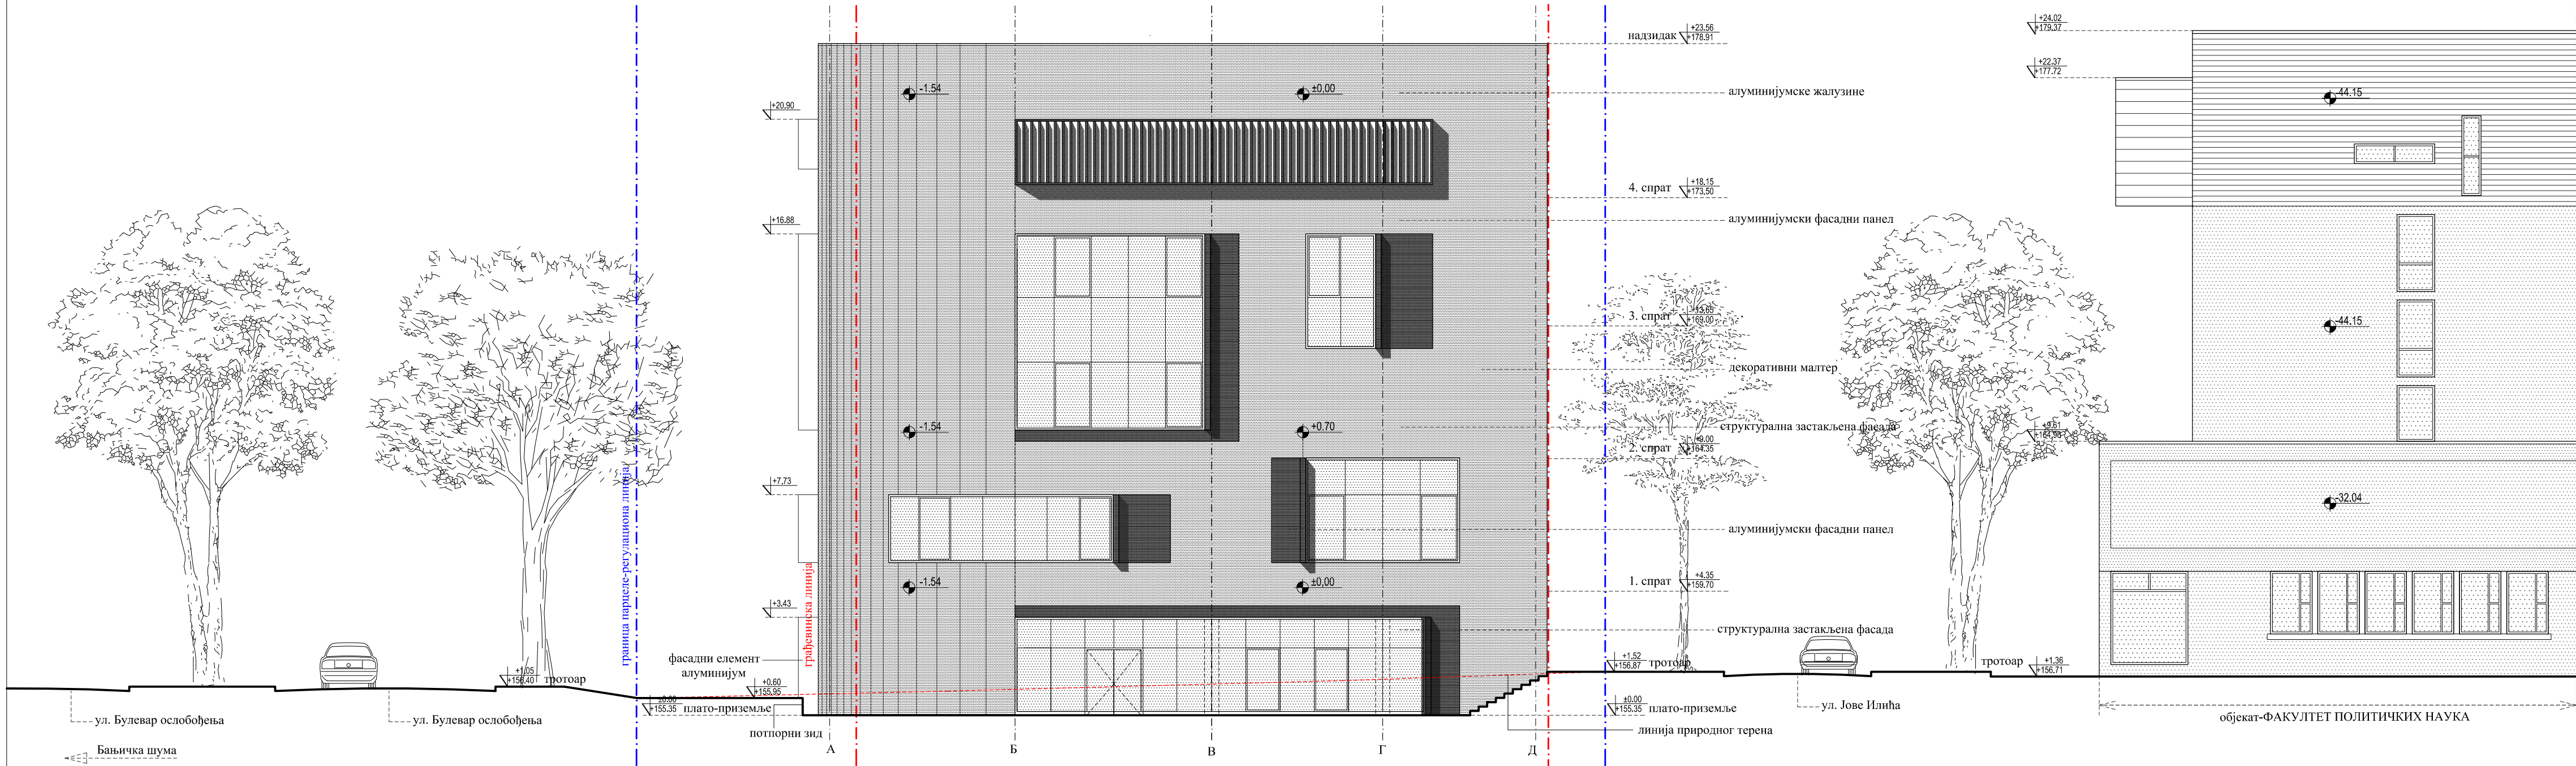 +24.02
+179.37
+23.56
надзидак +178.91
+22.37
+177.72
-1.54
±0,00
алуминијумске жалузине
-44.15
+20.90
+18.15
4. спрат +173,50
+16.88
алуминијумски фасадни панел
3. спрат
+169.00
-44.15
декоративни малтер
-1.54
+0.70
структурална застакљена фасада
+9.00
2. спрат +164.35
+9.61
+7.73
-32.04
алуминијумски фасадни панел
граница парцеле-регулациона линија
грађевинска линија
-1.54
±0,00
+4.35
1. спрат +159.70
+3.43
структурална застакљена фасада
фасадни елемент
алуминијум
+1.05
+156.40 тротоар
+0.60
+155.95
+1.52
+156.87 тротоар
тротоар +1.36
+156.71
±0.00
+155.35 плато-приземље
±0.00
+155.35 плато-приземље
ул. Булевар ослобођења
ул. Булевар ослобођења
ул. Јове Илића
објекат-ФАКУЛТЕТ ПОЛИТИЧКИХ НАУКА
потпорни зид
линија природног терена
Бањичка шума
А
Б
В
Г
Д